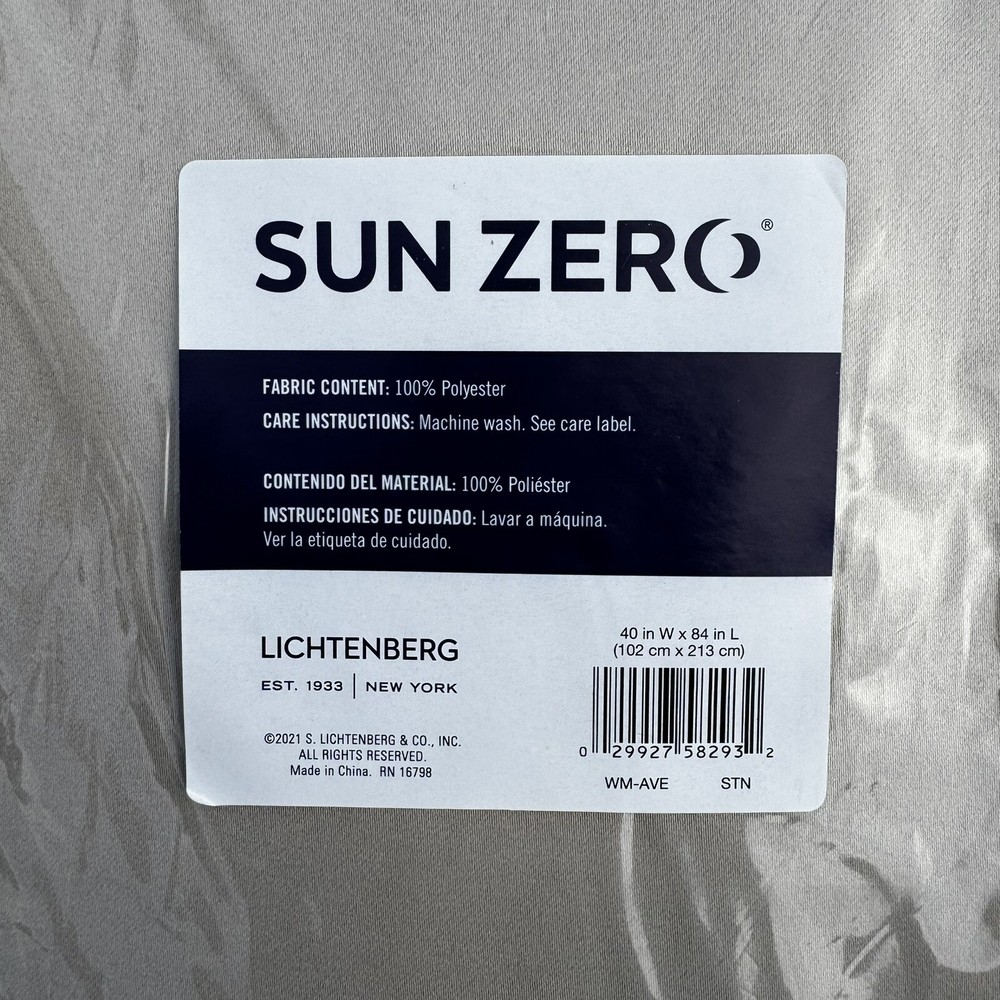 SUN ZERO®
FABRIC CONTENT: 100% Polyester
CARE INSTRUCTIONS: Machine wash. See care label.
CONTENIDO DEL MATERIAL: 100% Poliéster
INSTRUCCIONES DE CUIDADO: Lavar a máquina.
Ver la etiqueta de cuidado.
LICHTENBERG
EST. 1933 | NEW YORK
©2021 S. LICHTENBERG & CO., INC.
ALL RIGHTS RESERVED.
Made in China. RN 16798
40 in W x 84 in L
(102 cm x 213 cm)
0 29927 58293 2
WM-AVE STN